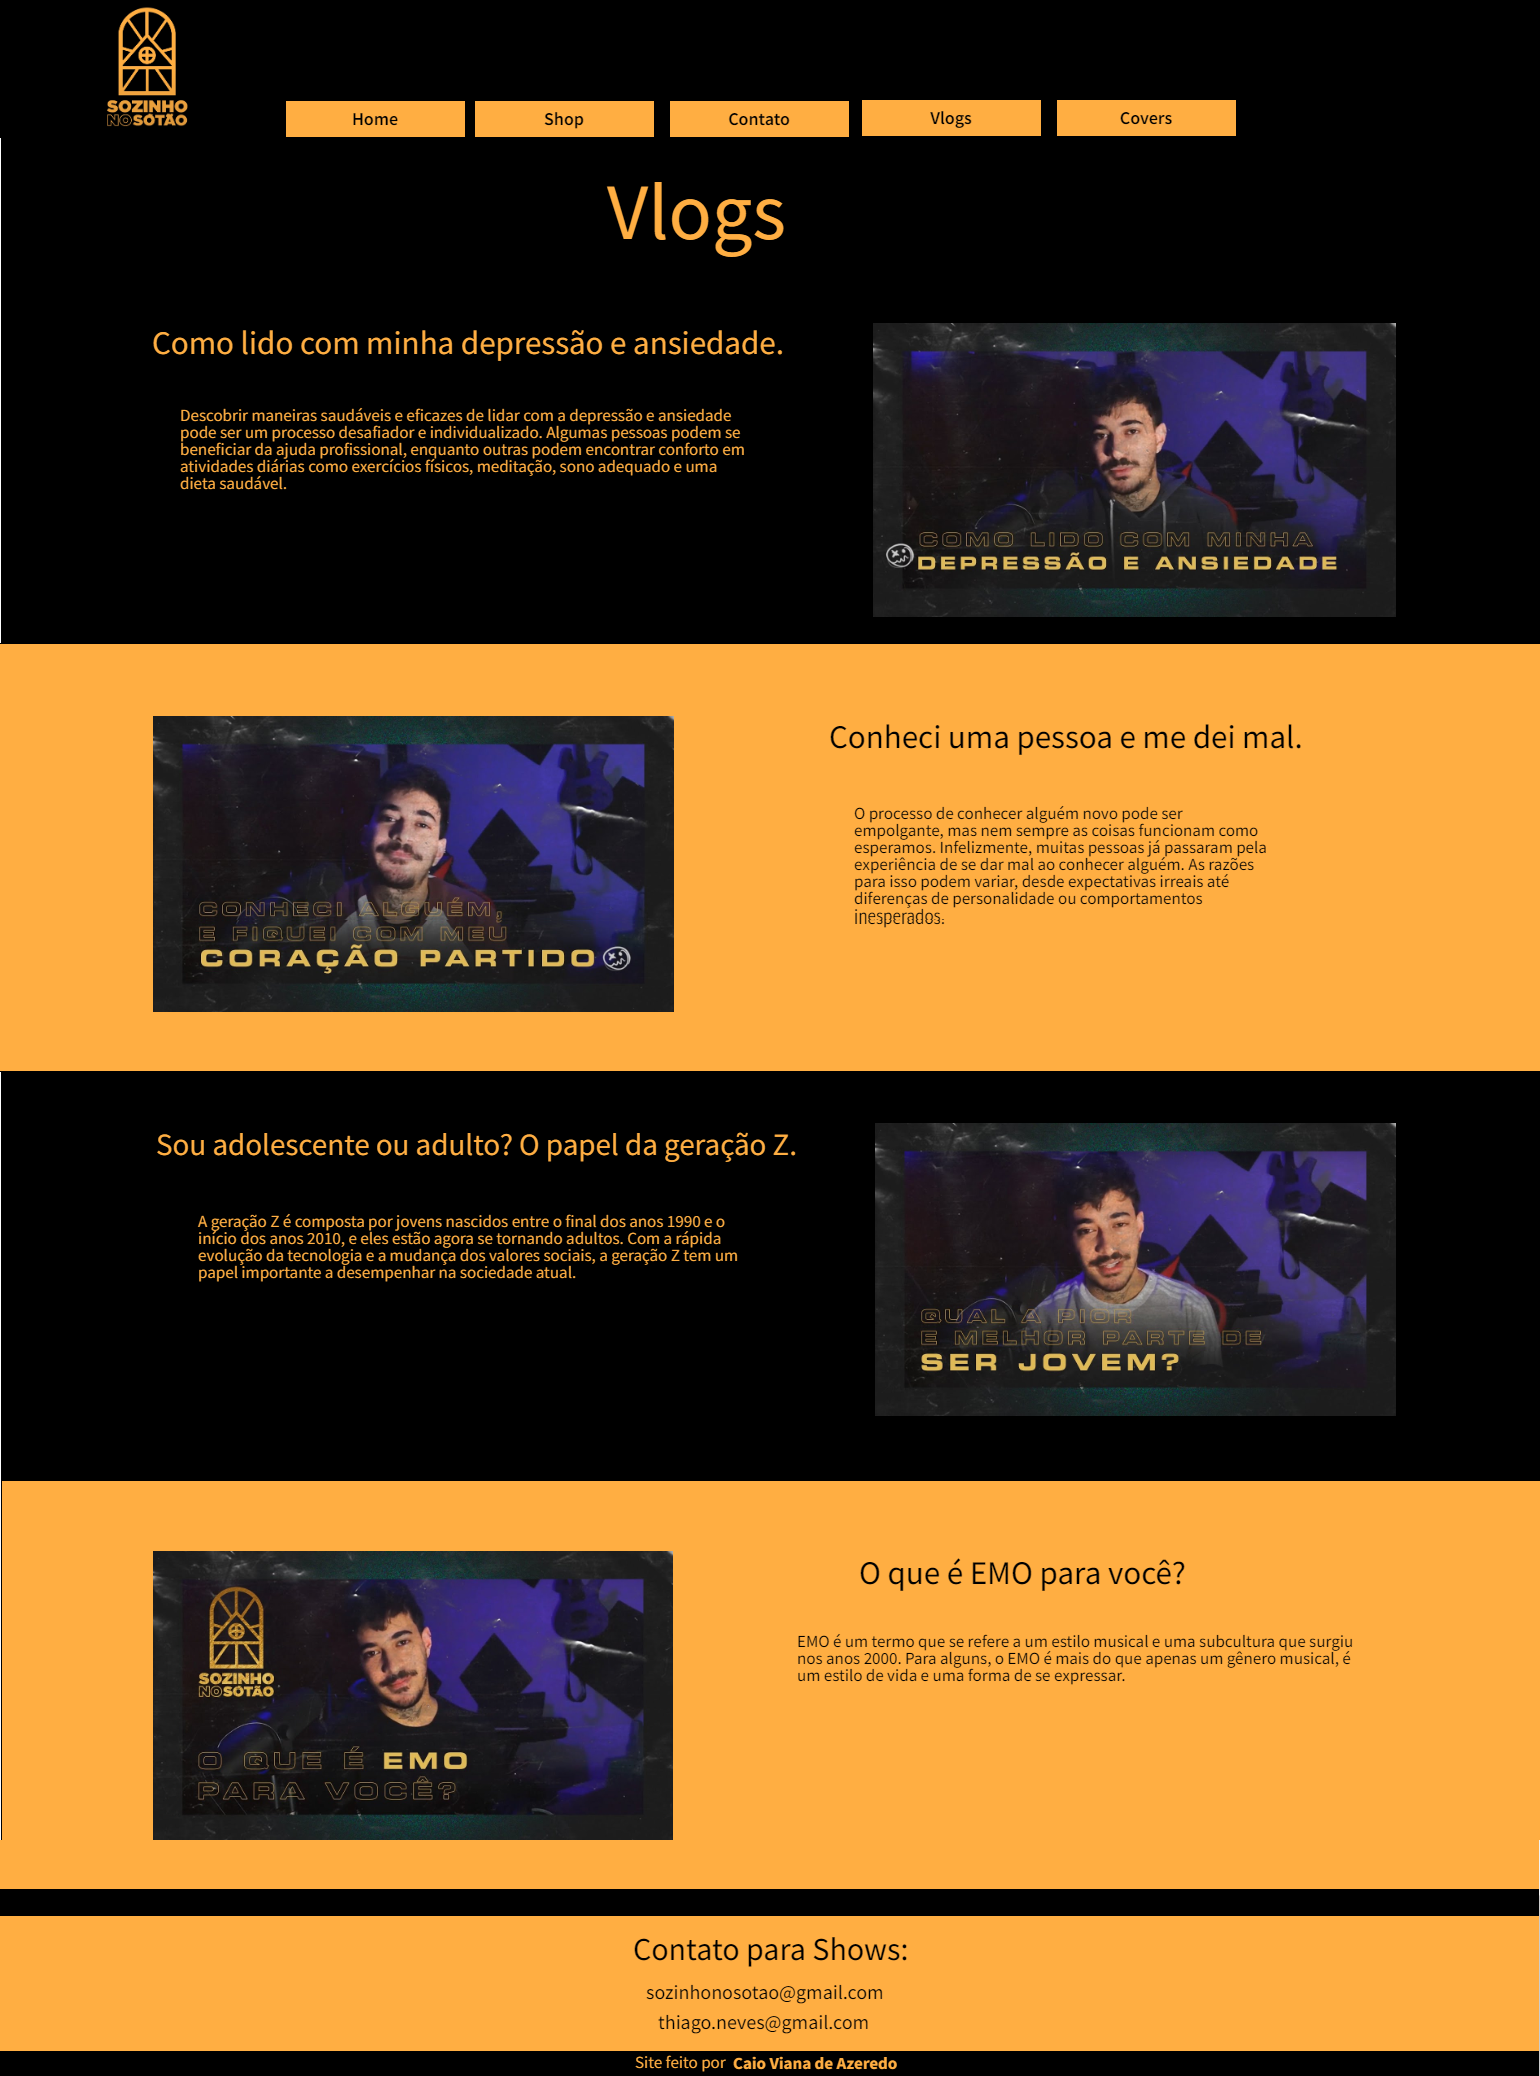 SOZINHO
NOSÓTÃO
Home
Shop
Contato
Vlogs
Covers
Vlogs
Como lido com minha depressão e ansiedade.
Descobrir maneiras saudáveis e eficazes de lidar com a depressão e ansiedade
pode ser um processo desafiador e individualizado. Algumas pessoas podem se
beneficiar da ajuda profissional, enquanto outras podem encontrar conforto em
atividades diárias como exercícios físicos, meditação, sono adequado e uma
dieta saudável.
COMO LIDO COM MINHA
DEPRESSÃO E ANSIEDADE
CONHECI ALGUÉM,
E FIQUEI COM MEU
CORAÇÃO PARTIDO
Conheci uma pessoa e me dei mal.
O processo de conhecer alguém novo pode ser
empolgante, mas nem sempre as coisas funcionam como
esperamos. Infelizmente, muitas pessoas já passaram pela
experiência de se dar mal ao conhecer alguém. As razões
para isso podem variar, desde expectativas irreais até
diferenças de personalidade ou comportamentos
inesperados.
Sou adolescente ou adulto? O papel da geração Z.
A geração Z é composta por jovens nascidos entre o final dos anos 1990 e o
início dos anos 2010, e eles estão agora se tornando adultos. Com a rápida
evolução da tecnologia e a mudança dos valores sociais, a geração Z tem um
papel importante a desempenhar na sociedade atual.
QUAL A PIOR
E MELHOR PARTE DE
SER JOVEM?
SOZINHO
NOSÓTÃO
O QUE É EMO
PARA VOCÊ?
O que é EMO para você?
EMO é um termo que se refere a um estilo musical e uma subcultura que surgiu
nos anos 2000. Para alguns, o EMO é mais do que apenas um gênero musical, é
um estilo de vida e uma forma de se expressar.
Contato para Shows:
sozinhonosotao@gmail.com
thiago.neves@gmail.com
Site feito por Caio Viana de Azeredo